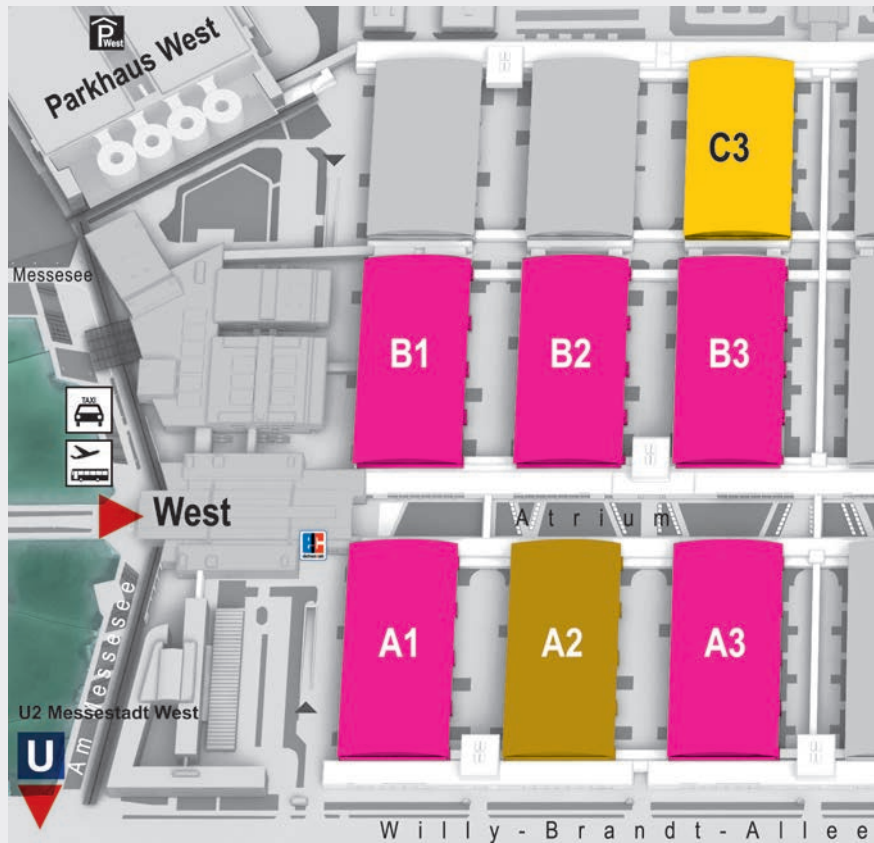 P
West
Parkhaus West
C3
Messesee
B1
B2
B3
TAXI
West
Atrium
A1
A2
A3
Am Messesee
U2 Messestadt West
U
Willy-Brandt-Allee